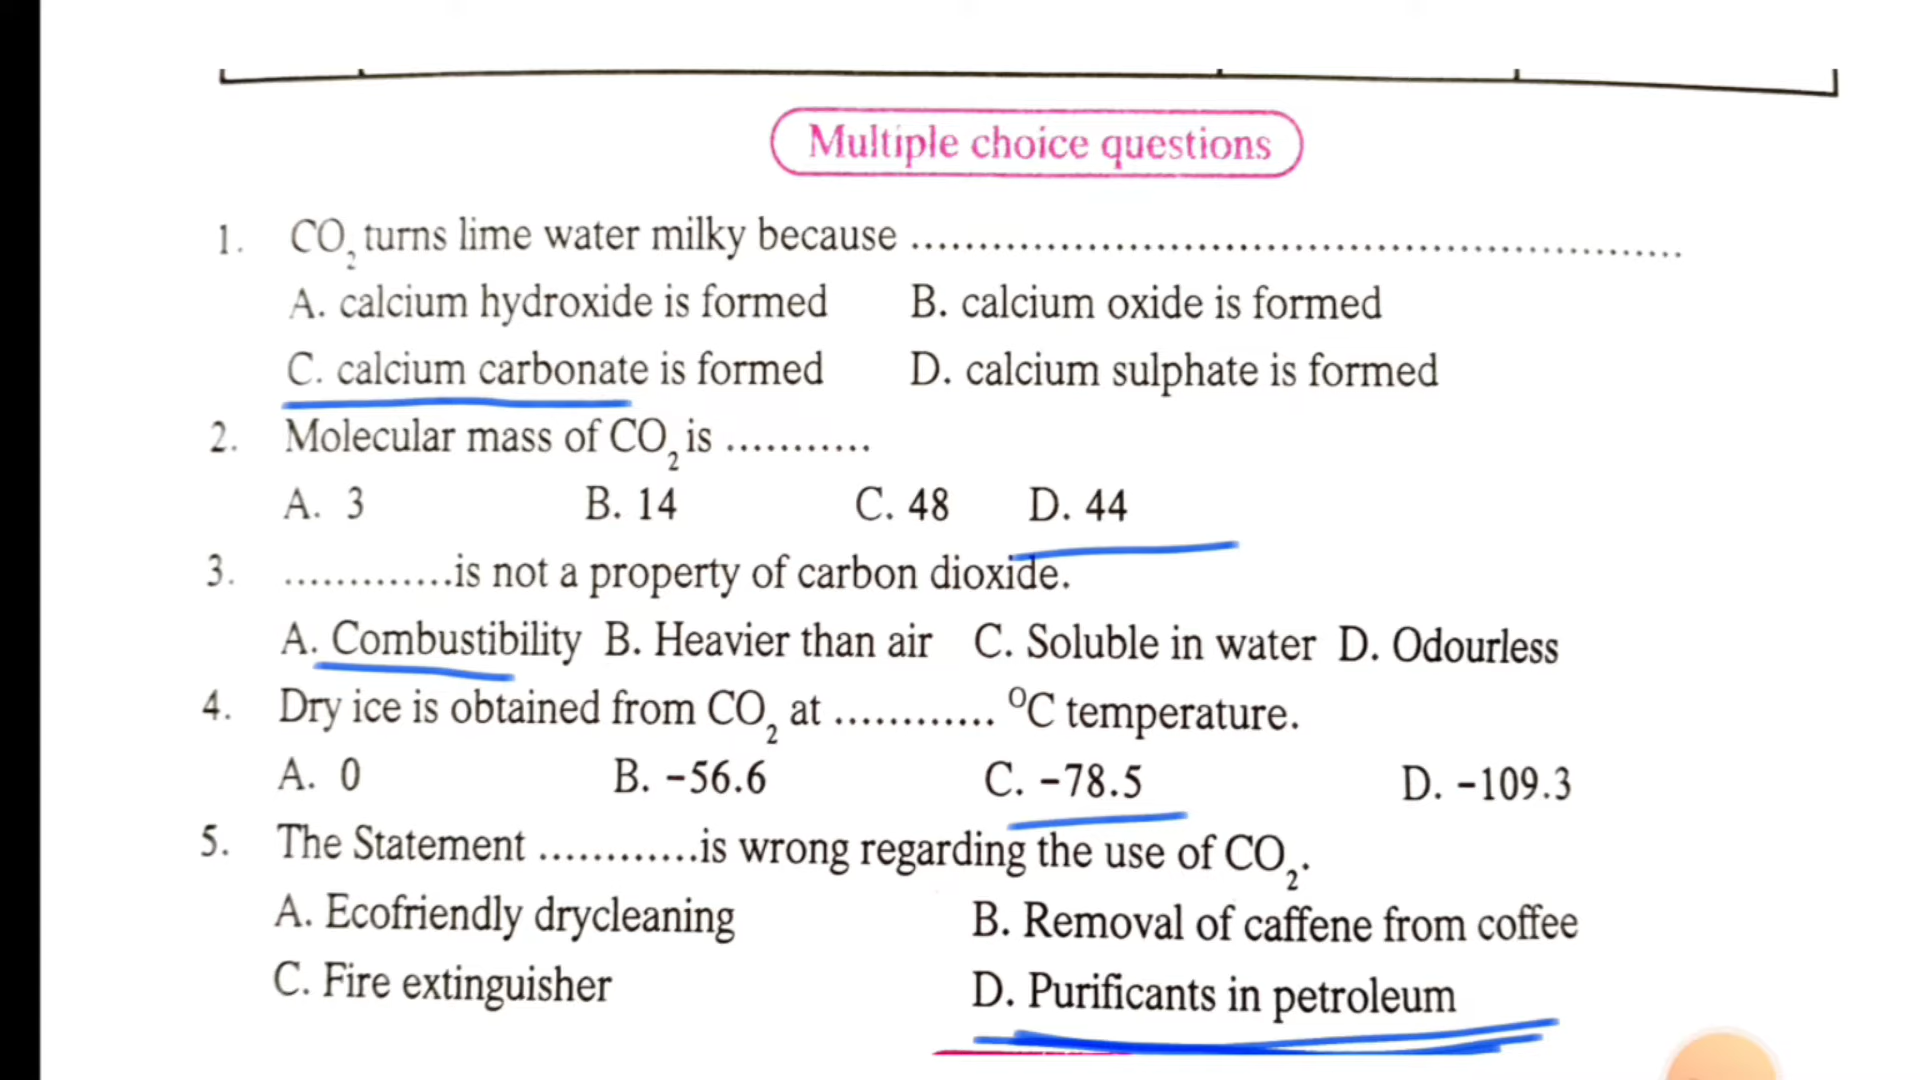 Multiple choice questions
1. CO₂ turns lime water milky because ..........................................................
A. calcium hydroxide is formed B. calcium oxide is formed
C. calcium carbonate is formed D. calcium sulphate is formed
2. Molecular mass of CO₂ is ...........
A. 3 B. 14 C. 48 D. 44
3. .............is not a property of carbon dioxide.
A. Combustibility B. Heavier than air C. Soluble in water D. Odourless
4. Dry ice is obtained from CO₂ at ............ ⁰C temperature.
A. 0 B. -56.6 C. -78.5 D. -109.3
5. The Statement ............is wrong regarding the use of CO₂.
A. Ecofriendly drycleaning B. Removal of caffene from coffee
C. Fire extinguisher D. Purificants in petroleum